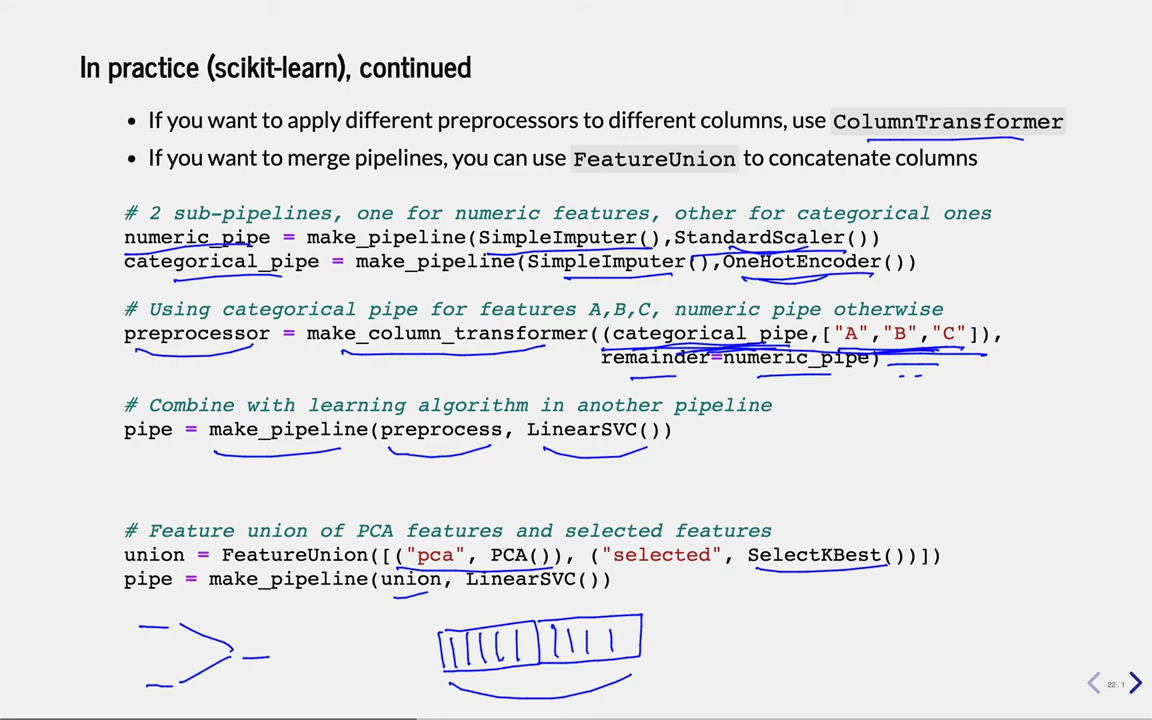 In practice (scikit-learn), continued
• If you want to apply different preprocessors to different columns, use ColumnTransformer
• If you want to merge pipelines, you can use FeatureUnion to concatenate columns
# 2 sub-pipelines, one for numeric features, other for categorical ones
numeric_pipe = make_pipeline(SimpleImputer(),StandardScaler())
categorical_pipe = make_pipeline(SimpleImputer(),OneHotEncoder())
# Using categorical pipe for features A,B,C, numeric pipe otherwise
preprocessor = make_column_transformer((categorical_pipe,["A","B","C"]),
remainder=numeric_pipe)
# Combine with learning algorithm in another pipeline
pipe = make_pipeline(preprocess, LinearSVC())
# Feature union of PCA features and selected features
union = FeatureUnion([("pca", PCA()), ("selected", SelectKBest())])
pipe = make_pipeline(union, LinearSVC())
22.1